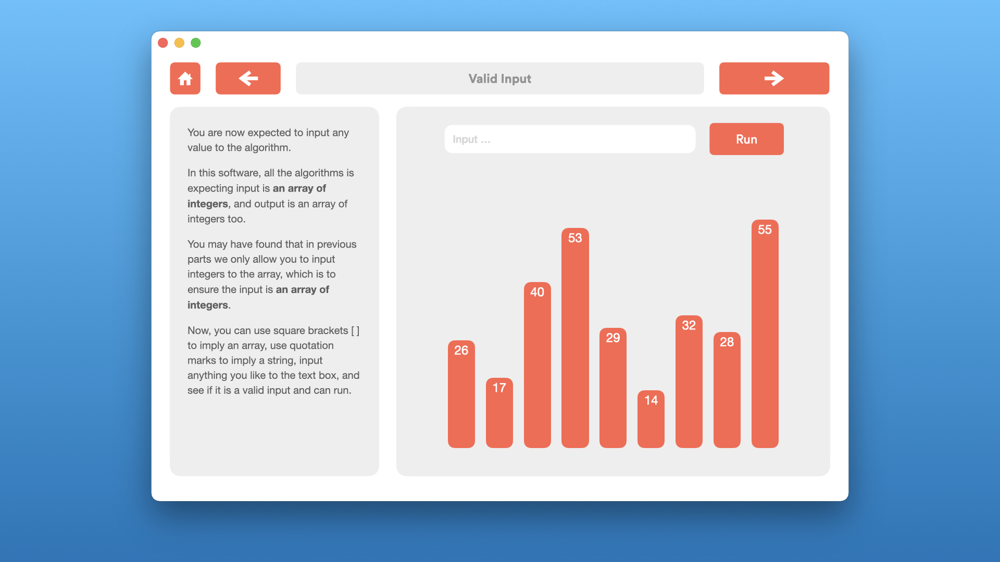 Valid Input
You are now expected to input any
value to the algorithm.
In this software, all the algorithms is
expecting input is an array of
integers, and output is an array of
integers too.
You may have found that in previous
parts we only allow you to input
integers to the array, which is to
ensure the input is an array of
integers.
Now, you can use square brackets [ ]
to imply an array, use quotation
marks to imply a string, input
anything you like to the text box, and
see if it is a valid input and can run.
Input ...
Run
26
17
40
53
29
14
32
28
55